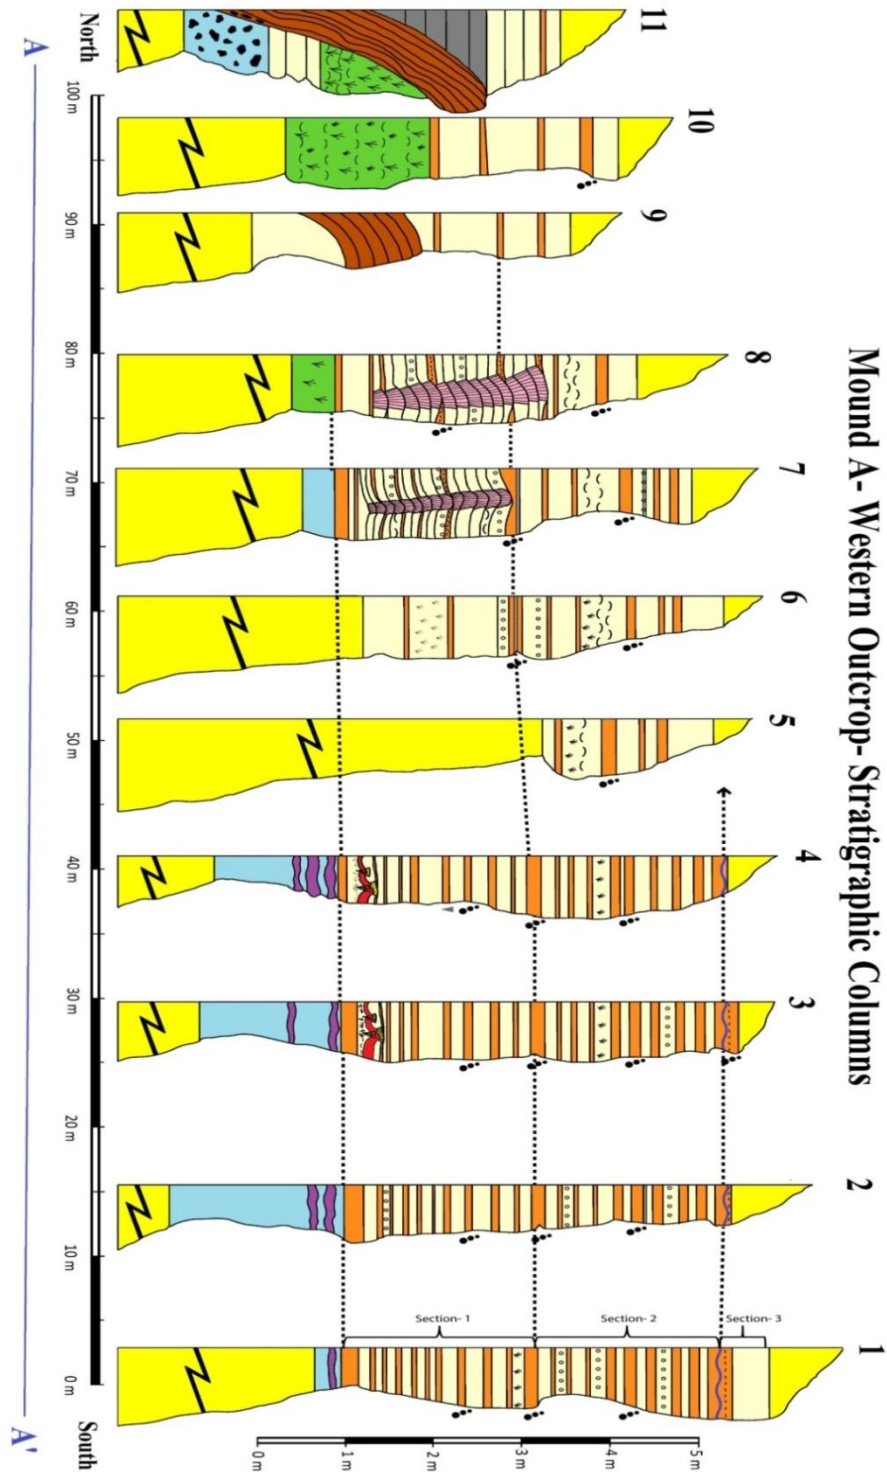 Mound A- Western Outcrop- Stratigraphic Columns
11
10
9
8
7
6
5
4
3
2
1
Section- 1
Section- 2
Section- 3
North
100 m
90 m
80 m
70 m
60 m
50 m
40 m
30 m
20 m
10 m
0 m
South
0 m
1 m
2 m
3 m
4 m
5 m
A
A'